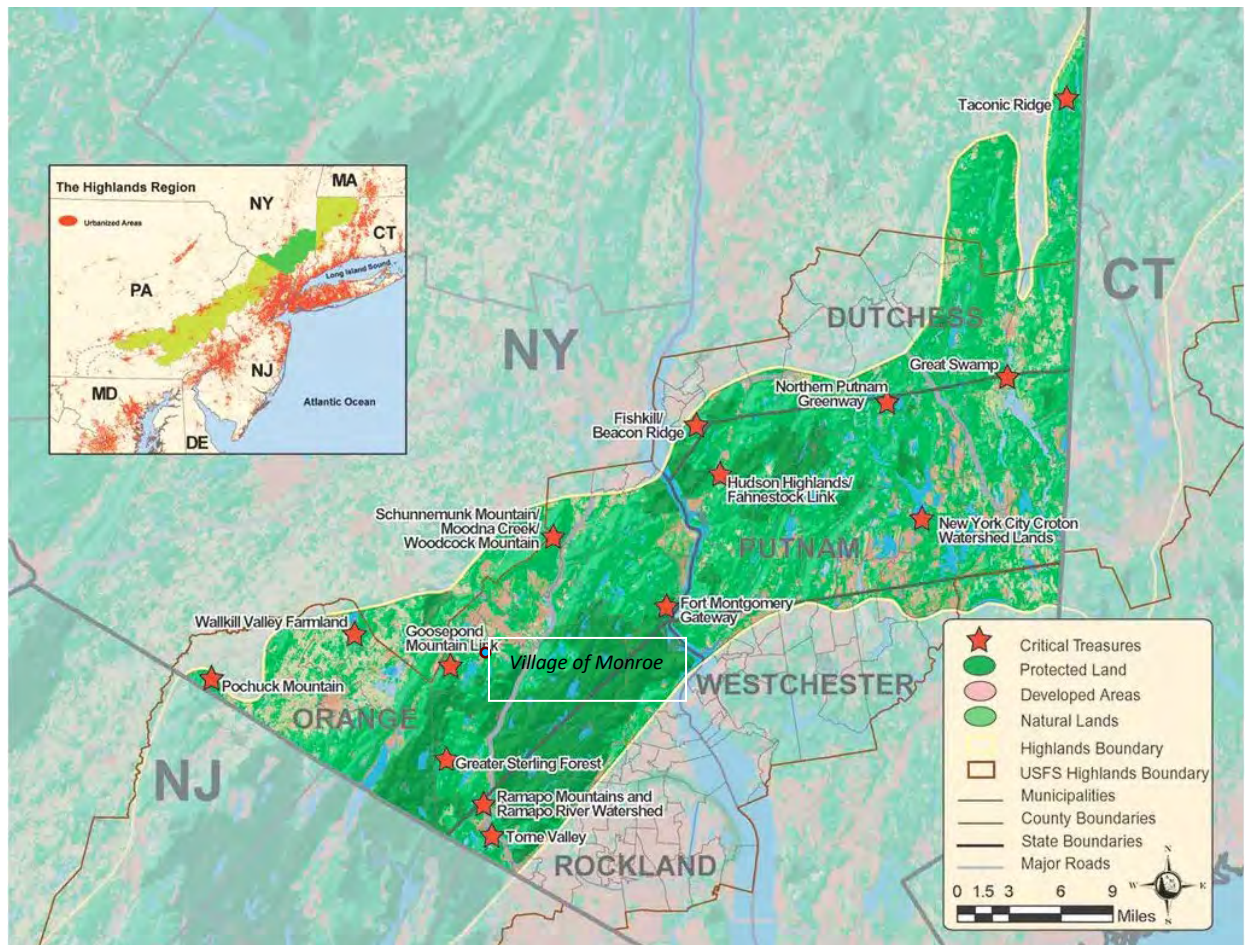 Taconic Ridge
The Highlands Region
Urbanized Areas
NY
MA
CT
Long Island Sound
PA
NJ
MD
DE
Atlantic Ocean
NY
CT
DUTCHESS
Great Swamp
Northern Putnam
Greenway
Fishkill/
Beacon Ridge
Hudson Highlands/
Fahnestock Link
Schunnemunk Mountain/
Moodna Creek/
Woodcock Mountain
New York City Croton
Watershed Lands
PUTNAM
Fort Montgomery
Gateway
Wallkill Valley Farmland
Goosepond
Mountain Link
Village of Monroe
Pochuck Mountain
ORANGE
WESTCHESTER
NJ
Greater Sterling Forest
Ramapo Mountains and
Ramapo River Watershed
Torne Valley
ROCKLAND
Critical Treasures
Protected Land
Developed Areas
Natural Lands
Highlands Boundary
USFS Highlands Boundary
Municipalities
County Boundaries
State Boundaries
Major Roads
N
W E
S
0 1.5 3 6 9
Miles